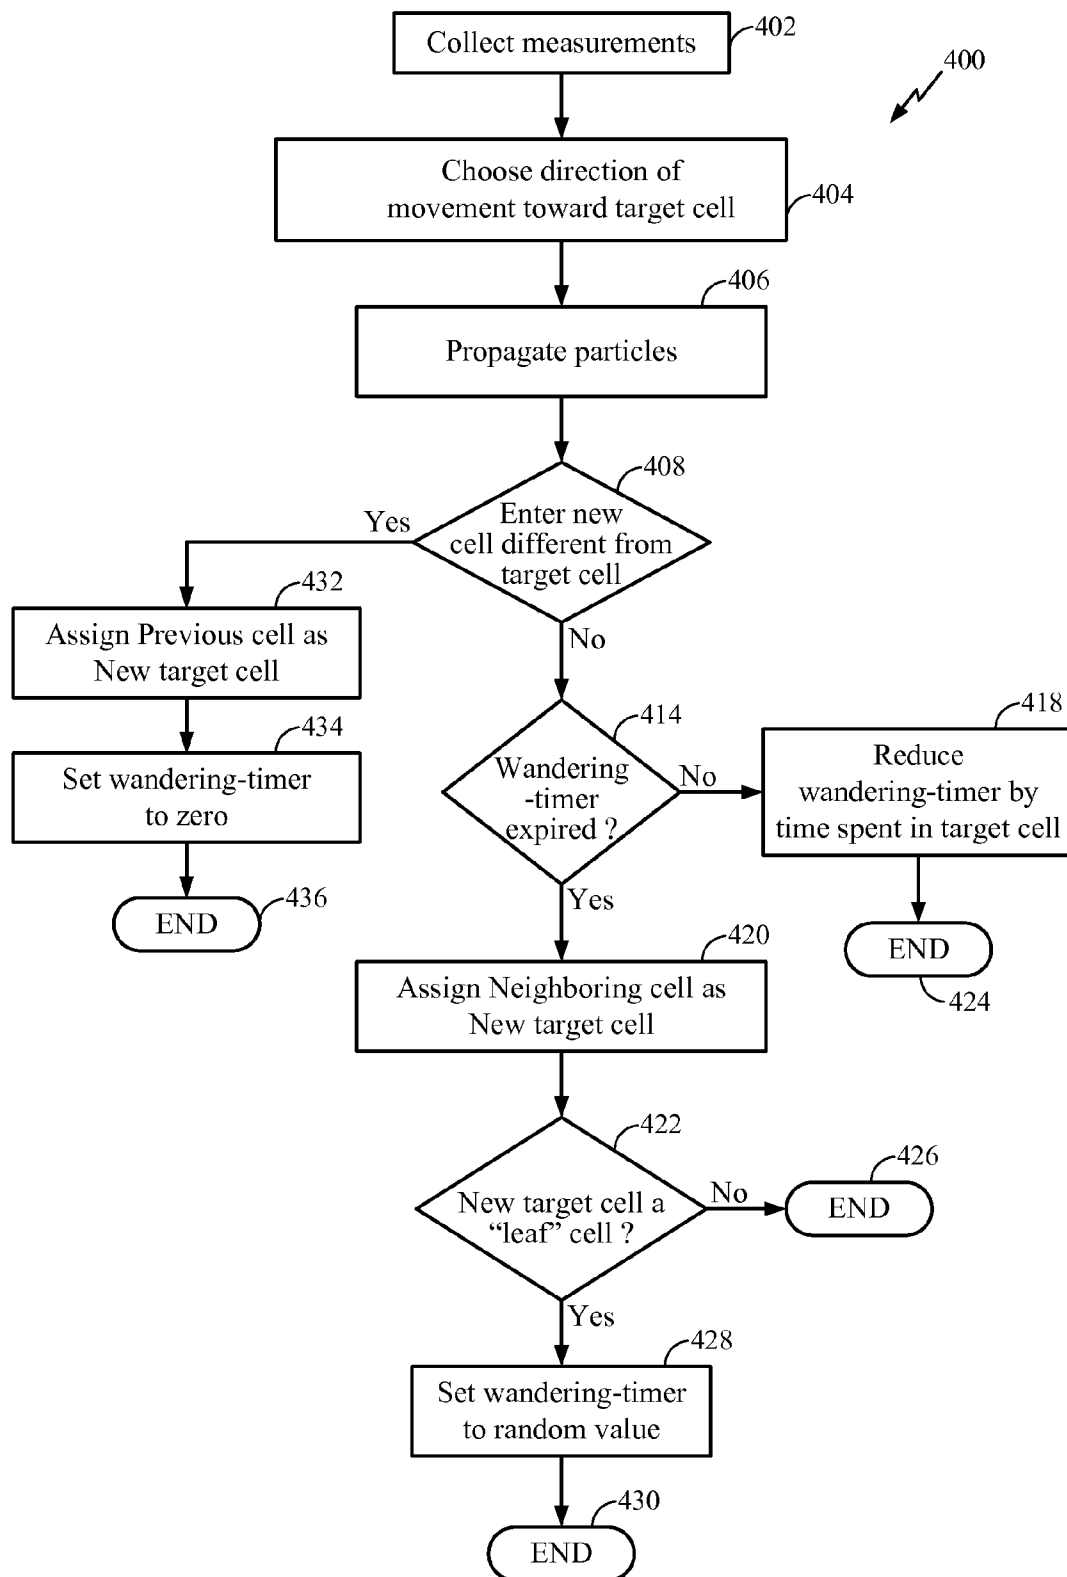 Collect measurements
402
400
Choose direction of
movement toward target cell
404
406
Propagate particles
408
Enter new
cell different from
target cell
Yes
No
432
Assign Previous cell as
New target cell
434
Set wandering-timer
to zero
END
436
414
Wandering
-timer
expired ?
No
Yes
418
Reduce
wandering-timer by
time spent in target cell
END
424
420
Assign Neighboring cell as
New target cell
422
New target cell a
“leaf” cell ?
No
426
END
Yes
428
Set wandering-timer
to random value
430
END